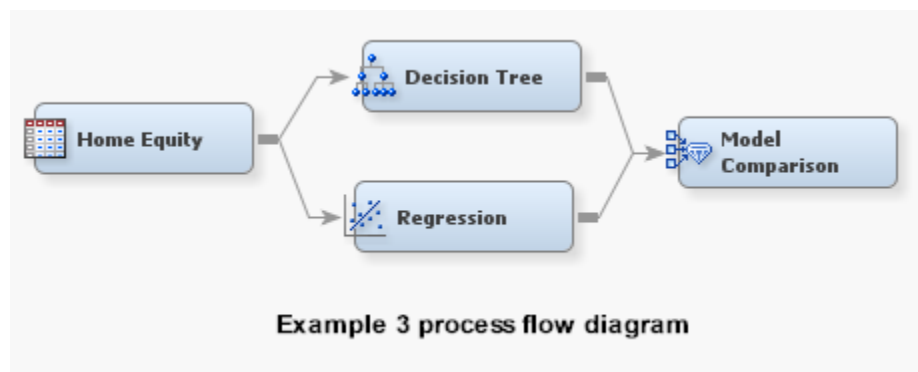 Home Equity
Decision Tree
Regression
Model
Comparison
Example 3 process flow diagram